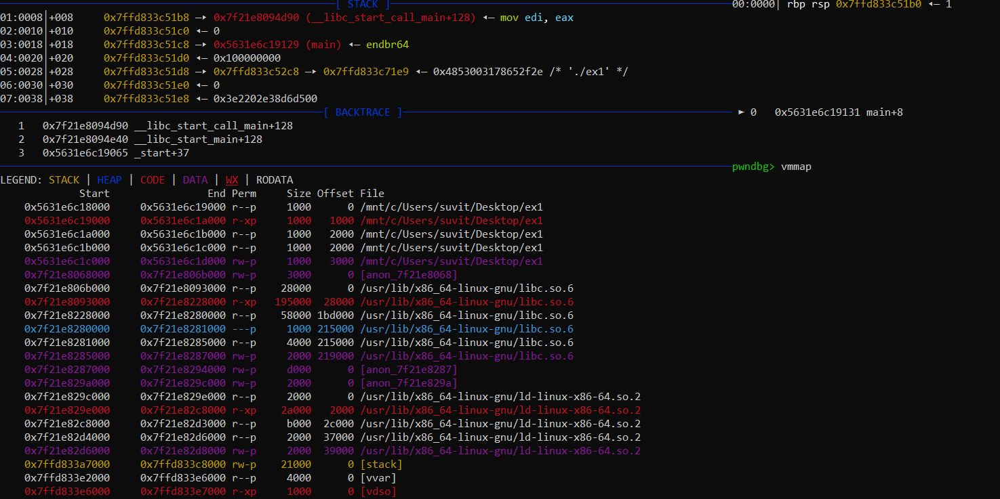 [ STACK ] 00:0000│ rbp rsp 0x7ffd833c51b0 ◂— 1
01:0008│+008 0x7ffd833c51b8 —▸ 0x7f21e8094d90 (__libc_start_call_main+128) ◂— mov edi, eax
02:0010│+010 0x7ffd833c51c0 ◂— 0
03:0018│+018 0x7ffd833c51c8 —▸ 0x5631e6c19129 (main) ◂— endbr64
04:0020│+020 0x7ffd833c51d0 ◂— 0x100000000
05:0028│+028 0x7ffd833c51d8 —▸ 0x7ffd833c52c8 —▸ 0x7ffd833c71e9 ◂— 0x4853003178652f2e /* './ex1' */
06:0030│+030 0x7ffd833c51e0 ◂— 0
07:0038│+038 0x7ffd833c51e8 ◂— 0x3e2202e38d6d500
[ BACKTRACE ] ► 0 0x5631e6c19131 main+8
1 0x7f21e8094d90 __libc_start_call_main+128
2 0x7f21e8094e40 __libc_start_main+128
3 0x5631e6c19065 _start+37
pwndbg> vmmap
LEGEND: STACK | HEAP | CODE | DATA | WX | RODATA
Start End Perm Size Offset File
0x5631e6c18000 0x5631e6c19000 r--p 1000 0 /mnt/c/Users/suvit/Desktop/ex1
0x5631e6c19000 0x5631e6c1a000 r-xp 1000 1000 /mnt/c/Users/suvit/Desktop/ex1
0x5631e6c1a000 0x5631e6c1b000 r--p 1000 2000 /mnt/c/Users/suvit/Desktop/ex1
0x5631e6c1b000 0x5631e6c1c000 r--p 1000 2000 /mnt/c/Users/suvit/Desktop/ex1
0x5631e6c1c000 0x5631e6c1d000 rw-p 1000 3000 /mnt/c/Users/suvit/Desktop/ex1
0x7f21e8068000 0x7f21e806b000 rw-p 3000 0 [anon_7f21e8068]
0x7f21e806b000 0x7f21e8093000 r--p 28000 0 /usr/lib/x86_64-linux-gnu/libc.so.6
0x7f21e8093000 0x7f21e8228000 r-xp 195000 28000 /usr/lib/x86_64-linux-gnu/libc.so.6
0x7f21e8228000 0x7f21e8280000 r--p 58000 1bd000 /usr/lib/x86_64-linux-gnu/libc.so.6
0x7f21e8280000 0x7f21e8281000 ---p 1000 215000 /usr/lib/x86_64-linux-gnu/libc.so.6
0x7f21e8281000 0x7f21e8285000 r--p 4000 215000 /usr/lib/x86_64-linux-gnu/libc.so.6
0x7f21e8285000 0x7f21e8287000 rw-p 2000 219000 /usr/lib/x86_64-linux-gnu/libc.so.6
0x7f21e8287000 0x7f21e8294000 rw-p d000 0 [anon_7f21e8287]
0x7f21e829a000 0x7f21e829c000 rw-p 2000 0 [anon_7f21e829a]
0x7f21e829c000 0x7f21e829e000 r--p 2000 0 /usr/lib/x86_64-linux-gnu/ld-linux-x86-64.so.2
0x7f21e829e000 0x7f21e82c8000 r-xp 2a000 2000 /usr/lib/x86_64-linux-gnu/ld-linux-x86-64.so.2
0x7f21e82c8000 0x7f21e82d3000 r--p b000 2c000 /usr/lib/x86_64-linux-gnu/ld-linux-x86-64.so.2
0x7f21e82d4000 0x7f21e82d6000 r--p 2000 37000 /usr/lib/x86_64-linux-gnu/ld-linux-x86-64.so.2
0x7f21e82d6000 0x7f21e82d8000 rw-p 2000 39000 /usr/lib/x86_64-linux-gnu/ld-linux-x86-64.so.2
0x7ffd833a7000 0x7ffd833c8000 rw-p 21000 0 [stack]
0x7ffd833e2000 0x7ffd833e6000 r--p 4000 0 [vvar]
0x7ffd833e6000 0x7ffd833e7000 r-xp 1000 0 [vdso]